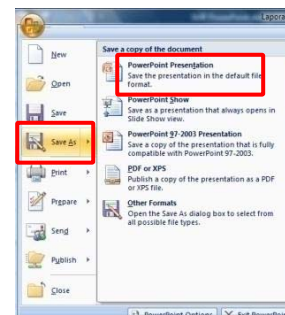 Lapora
New
Open
Save
Save As
Print
Prepare
Send
Publish
Close
Save a copy of the document
PowerPoint Presentation
Save the presentation in the default file
format.
PowerPoint Show
Save as a presentation that always opens in
Slide Show view.
PowerPoint 97-2003 Presentation
Save a copy of the presentation that is fully
compatible with PowerPoint 97-2003.
PDF or XPS
Publish a copy of the presentation as a PDF
or XPS file.
Other Formats
Open the Save As dialog box to select from
all possible file types.
PowerPoint Options
Exit PowerPoin